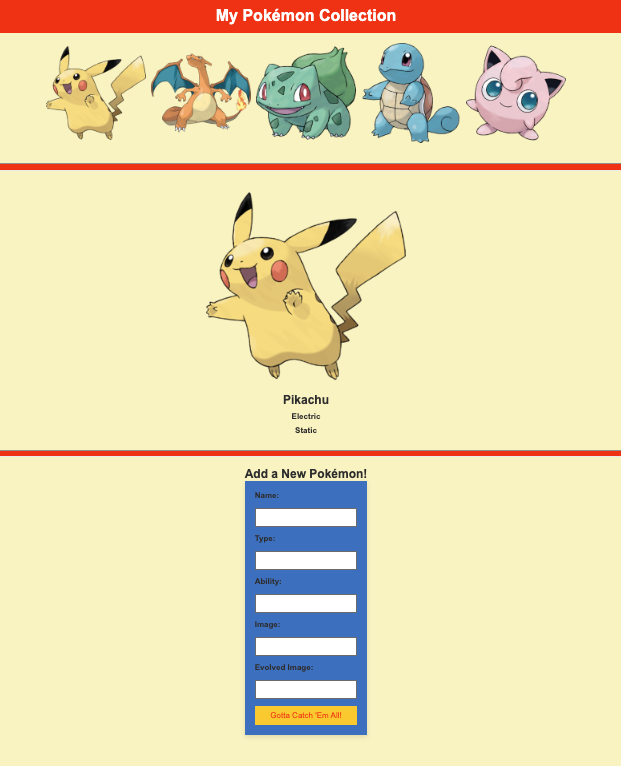 My Pokémon Collection
Pikachu
Electric
Static
Add a New Pokémon!
Name:
Type:
Ability:
Image:
Evolved Image:
Gotta Catch 'Em All!